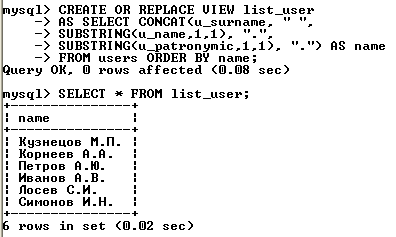 mysql> CREATE OR REPLACE VIEW list_user
    -> AS SELECT CONCAT(u_surname, " ",
    -> SUBSTRING(u_name,1,1), ".",
    -> SUBSTRING(u_patronymic,1,1), ".") AS name
    -> FROM users ORDER BY name;
Query OK, 0 rows affected (0.08 sec)
mysql> SELECT * FROM list_user;
+----------------+
| name           |
+----------------+
| Кузнецов М.П.  |
| Корнеев А.А.   |
| Петров А.Ю.    |
| Иванов А.В.    |
| Лосев С.И.     |
| Симонов И.Н.   |
+----------------+
6 rows in set (0.02 sec)